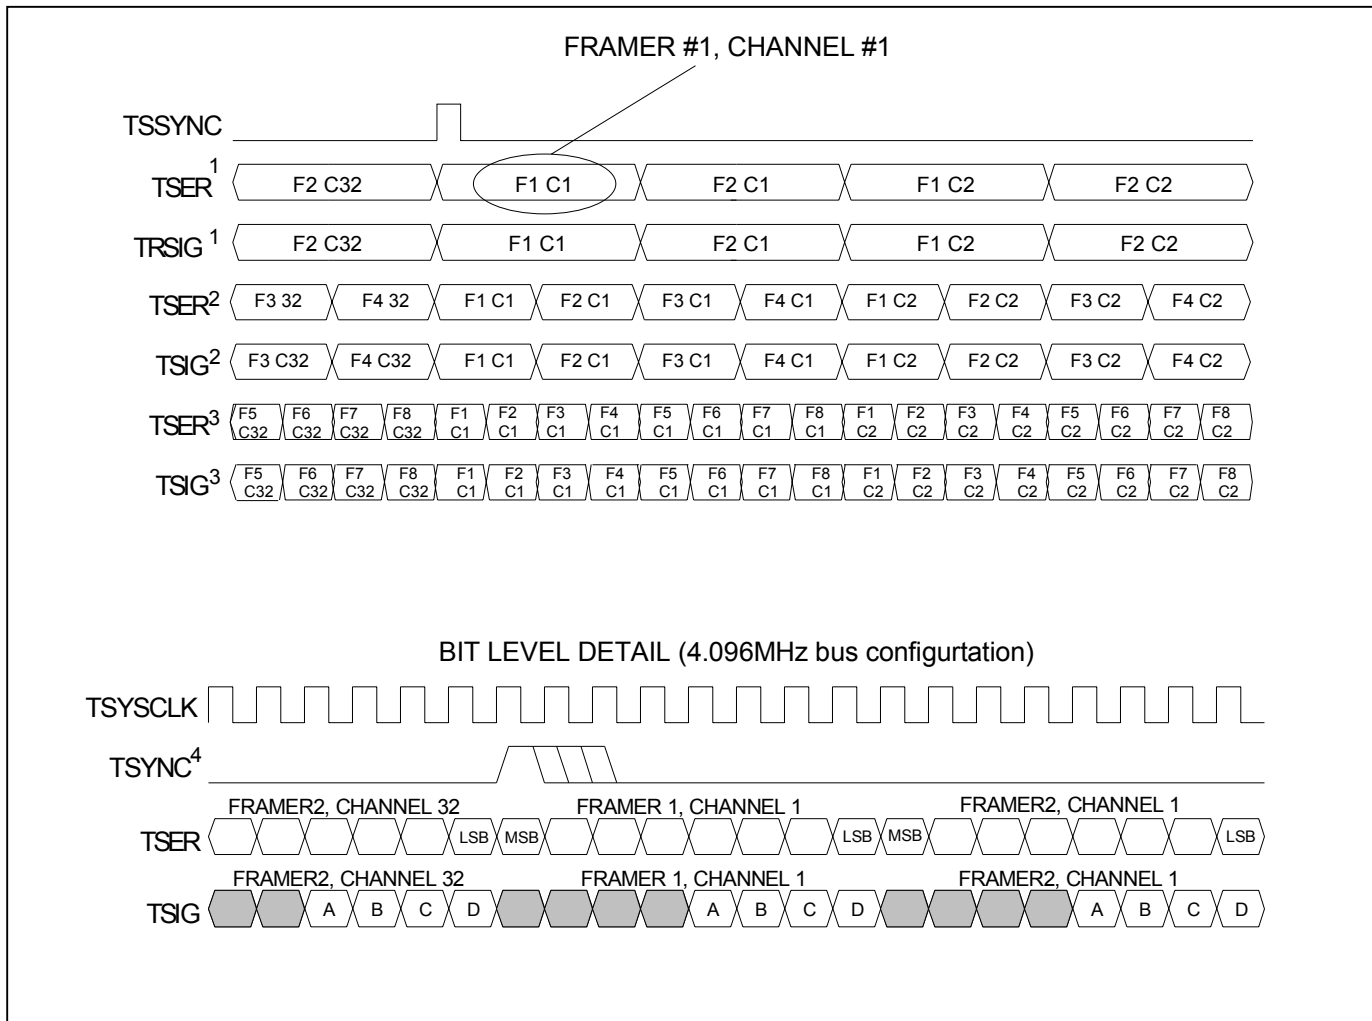 FRAMER #1, CHANNEL #1
TSSYNC
TSER1 F2 C32 F1 C1 F2 C1 F1 C2 F2 C2
TRSIG 1 F2 C32 F1 C1 F2 C1 F1 C2 F2 C2
TSER2 F3 32 F4 32 F1 C1 F2 C1 F3 C1 F4 C1 F1 C2 F2 C2 F3 C2 F4 C2
TSIG2 F3 C32 F4 C32 F1 C1 F2 C1 F3 C1 F4 C1 F1 C2 F2 C2 F3 C2 F4 C2
F5 F6 F7 F8 F1 F2 F3 F4 F5 F6 F7 F8 F1 F2 F3 F4 F5 F6 F7 F8
TSER3 C32 C32 C32 C32 C1 C1 C1 C1 C1 C1 C1 C1 C2 C2 C2 C2 C2 C2 C2 C2
F5 F6 F7 F8 F1 F2 F3 F4 F5 F6 F7 F8 F1 F2 F3 F4 F5 F6 F7 F8
TSIG3 C32 C32 C32 C32 C1 C1 C1 C1 C1 C1 C1 C1 C2 C2 C2 C2 C2 C2 C2 C2
BIT LEVEL DETAIL (4.096MHz bus configurtation)
TSYSCLK
TSYNC4
FRAMER2, CHANNEL 32 FRAMER 1, CHANNEL 1 FRAMER2, CHANNEL 1
TSER LSB MSB LSB MSB LSB
FRAMER2, CHANNEL 32 FRAMER 1, CHANNEL 1 FRAMER2, CHANNEL 1
TSIG A B C D A B C D A B C D